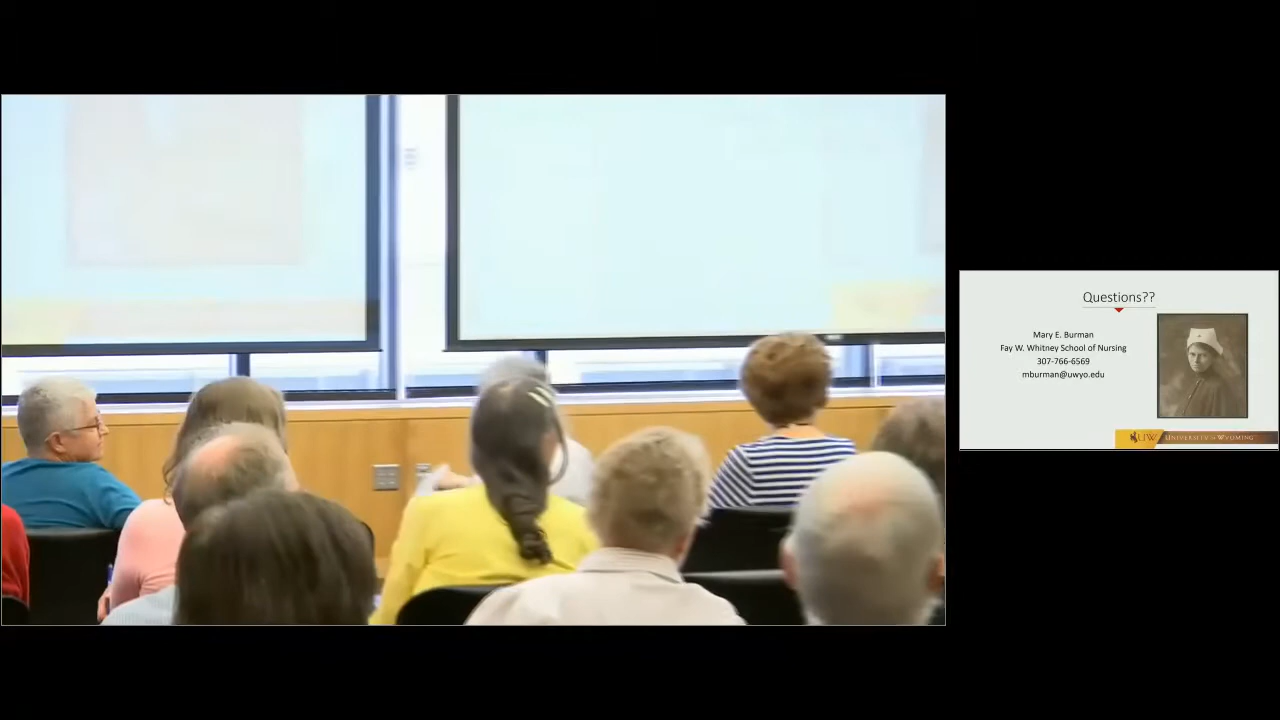 Questions??
Mary E. Burman
Fay W. Whitney School of Nursing
307-766-6569
mburman@uwyo.edu
UW UNIVERSITY OF WYOMING